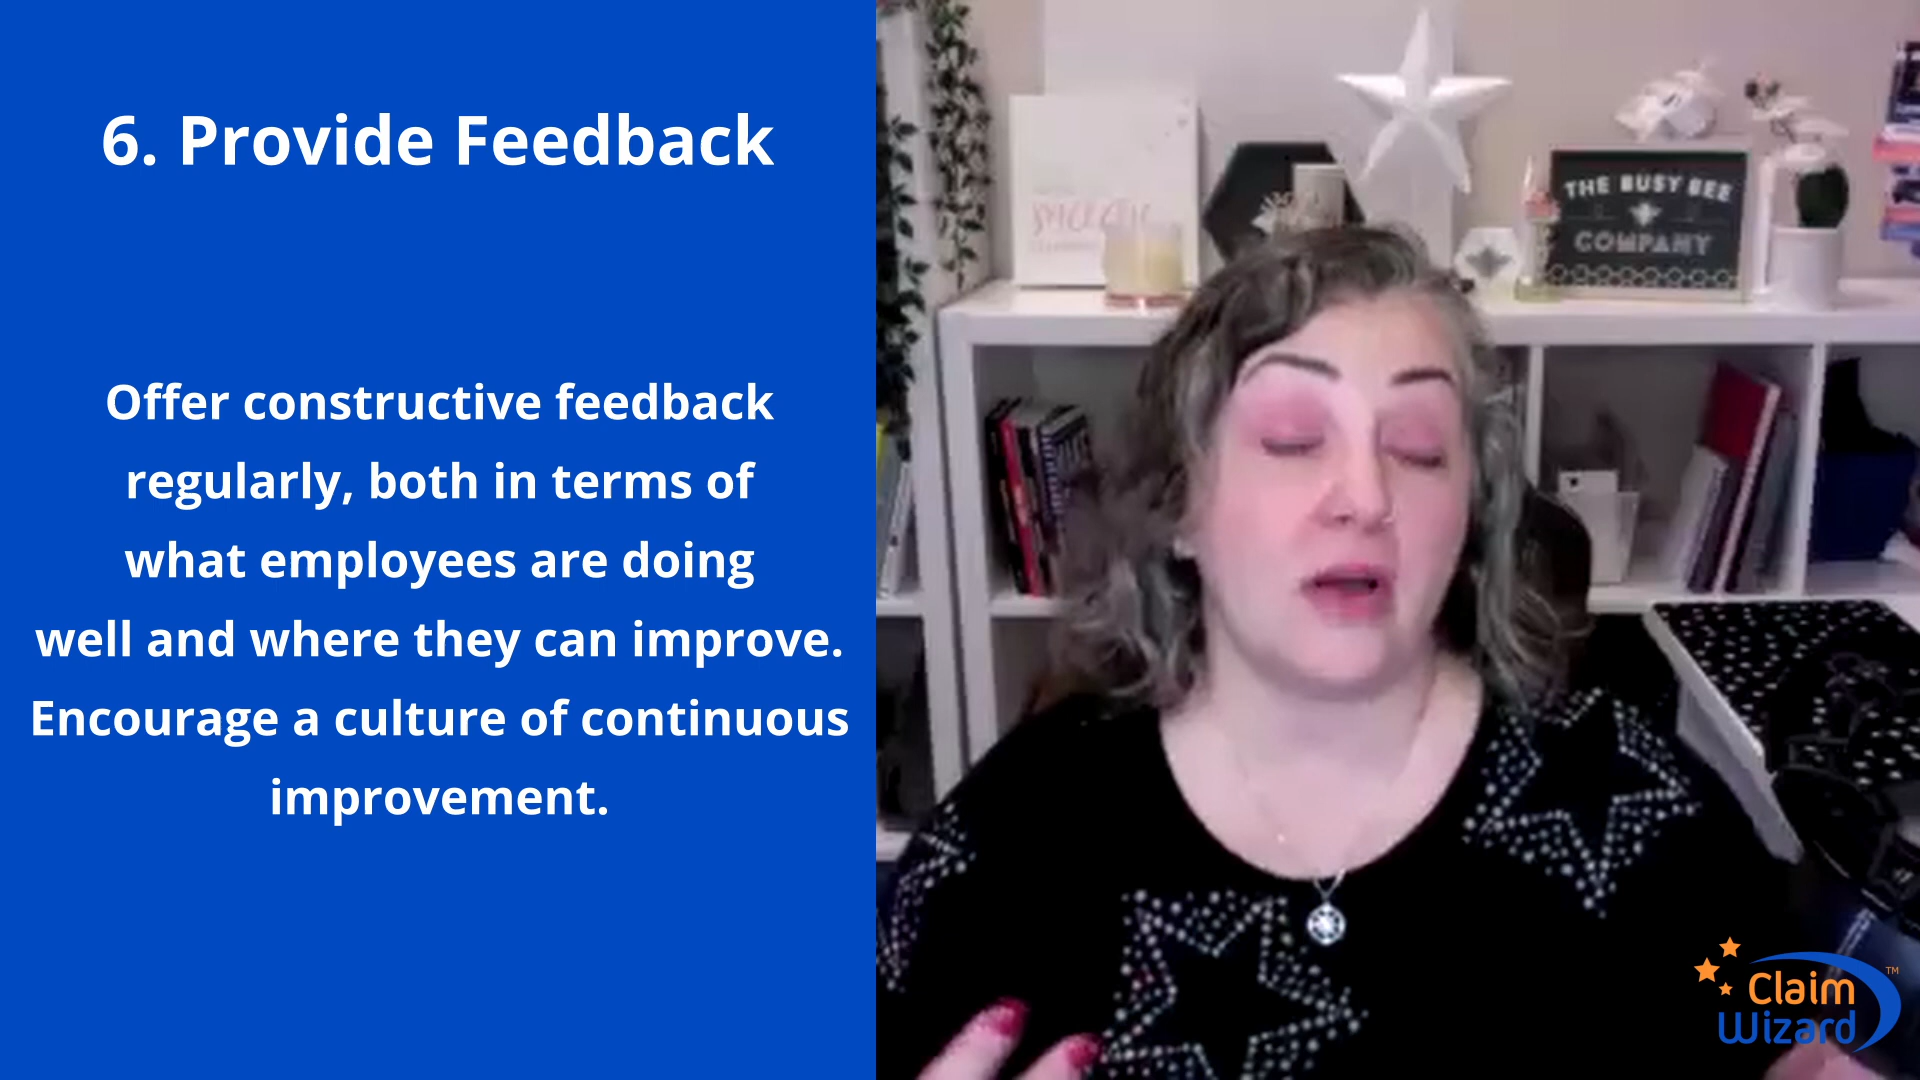 6. Provide Feedback
Offer constructive feedback
regularly, both in terms of
what employees are doing
well and where they can improve.
Encourage a culture of continuous
improvement.
THE BUSY BEE
COMPANY
Claim
Wizard
TM